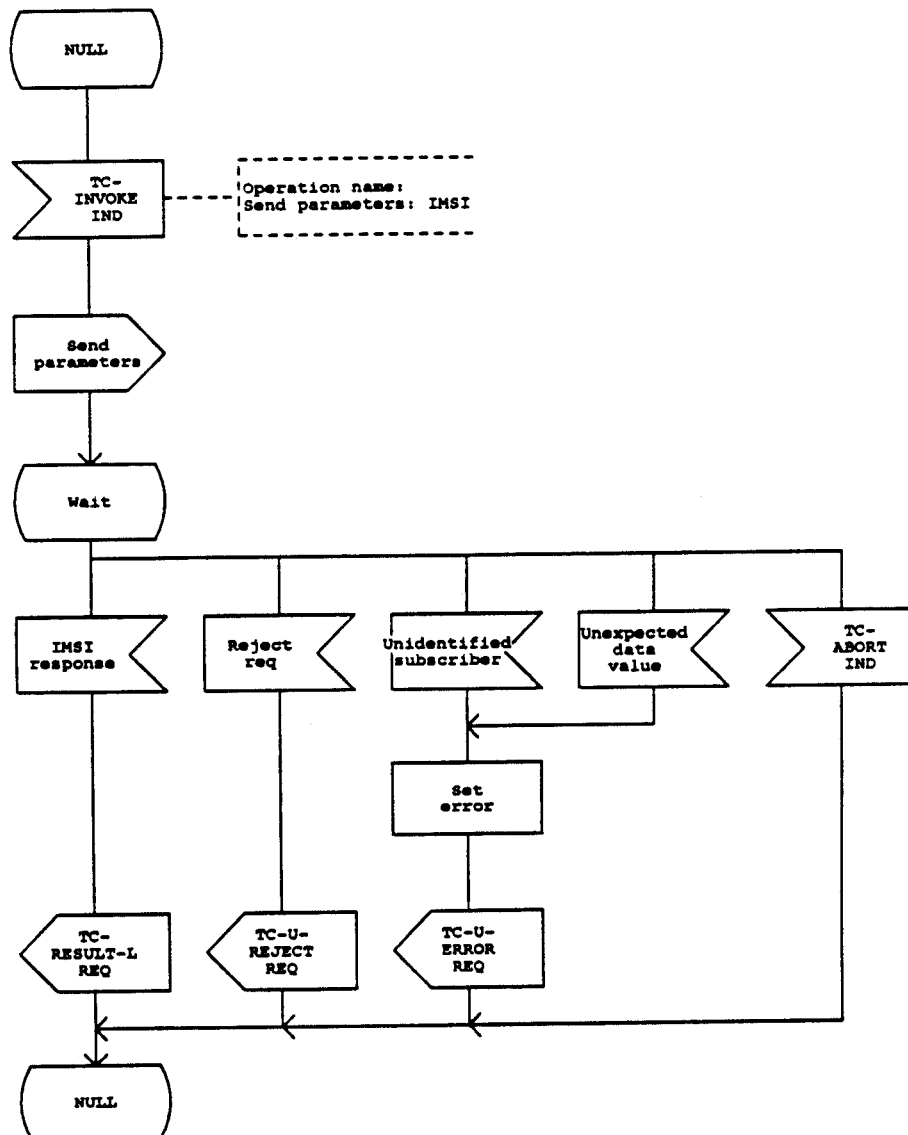 NULL
TC-
INVOKE
IND
Operation name:
Send parameters: IMSI
Send
parameters
Wait
IMSI
response
Reject
req
Unidentified
subscriber
Unexpected
data
value
TC-
ABORT
IND
Set
error
TC-
RESULT-L
REQ
TC-U-
REJECT
REQ
TC-U-
ERROR
REQ
NULL